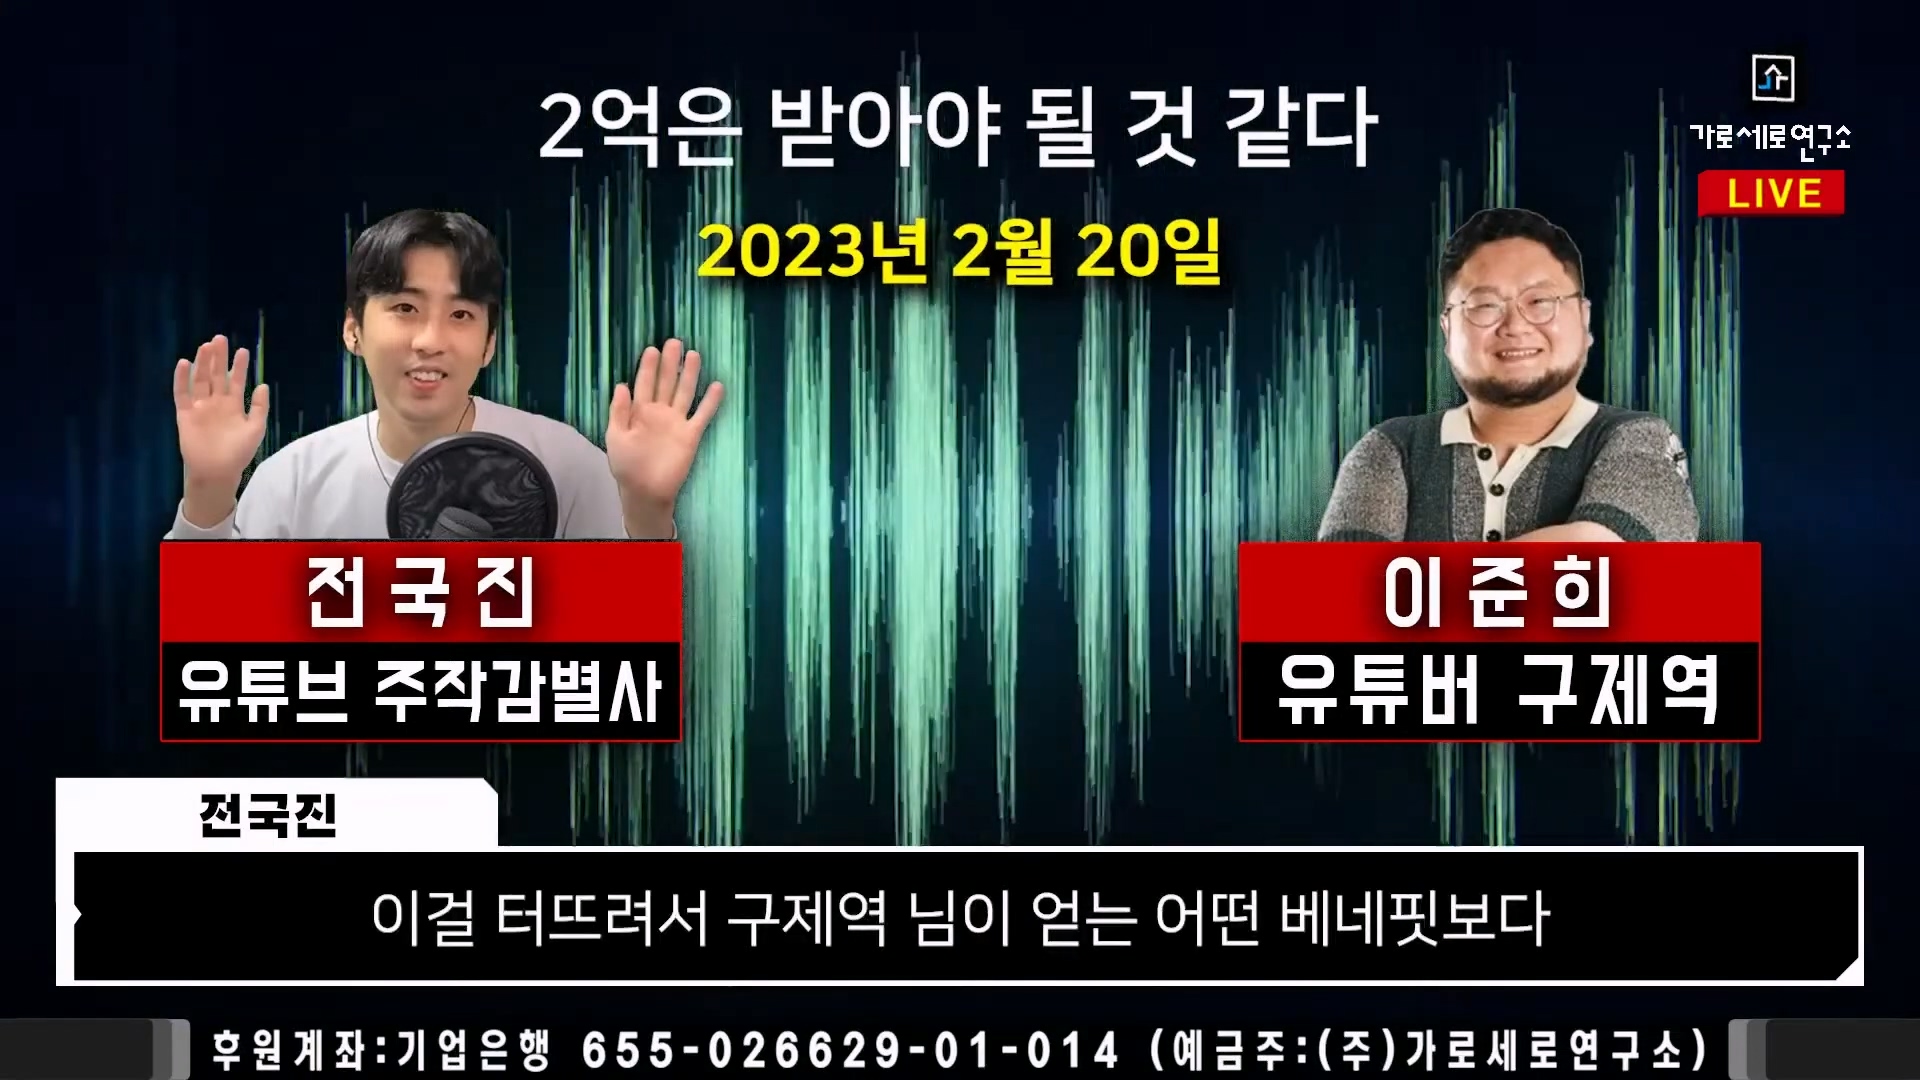 2억은 받아야 될 것 같다
가로세로연구소
LIVE
2023년 2월 20일
전국진
유튜브 주작감별사
이준희
유튜버 구제역
전국진
이걸 터뜨려서 구제역 님이 얻는 어떤 베네핏보다
후원계좌:기업은행 655-026629-01-014 (예금주:(주)가로세로연구소)